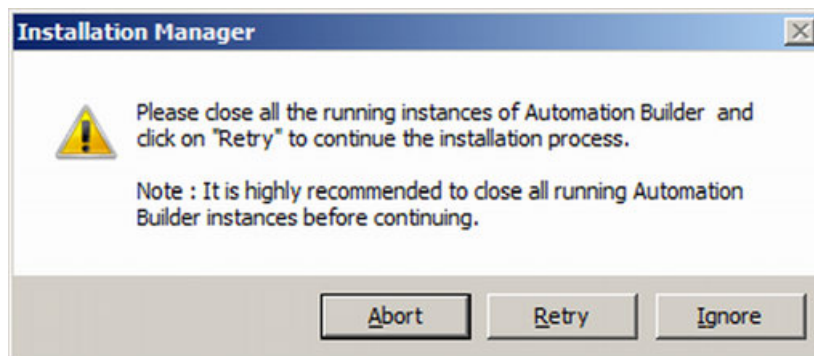 Installation Manager
Please close all the running instances of Automation Builder and
click on "Retry" to continue the installation process.
Note : It is highly recommended to close all running Automation
Builder instances before continuing.
Abort
Retry
Ignore